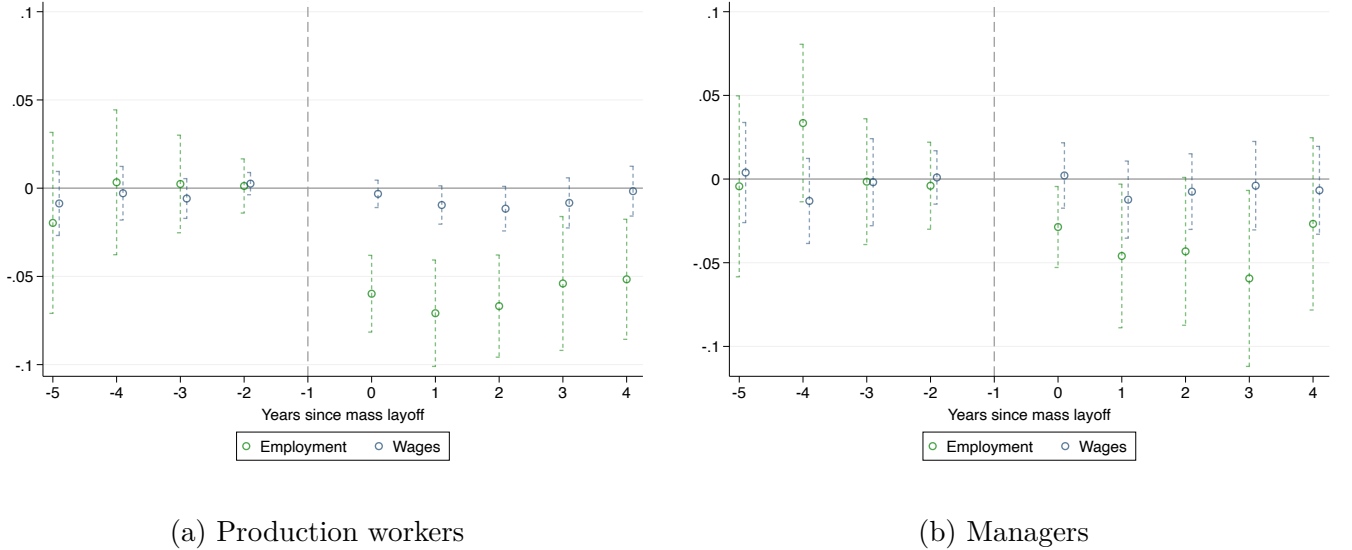 .1
.05
0
-.05
-.1
-5 -4 -3 -2 -1 0 1 2 3 4
Years since mass layoff
Employment Wages
(a) Production workers
.1
.05
0
-.05
-.1
-5 -4 -3 -2 -1 0 1 2 3 4
Years since mass layoff
Employment Wages
(b) Managers